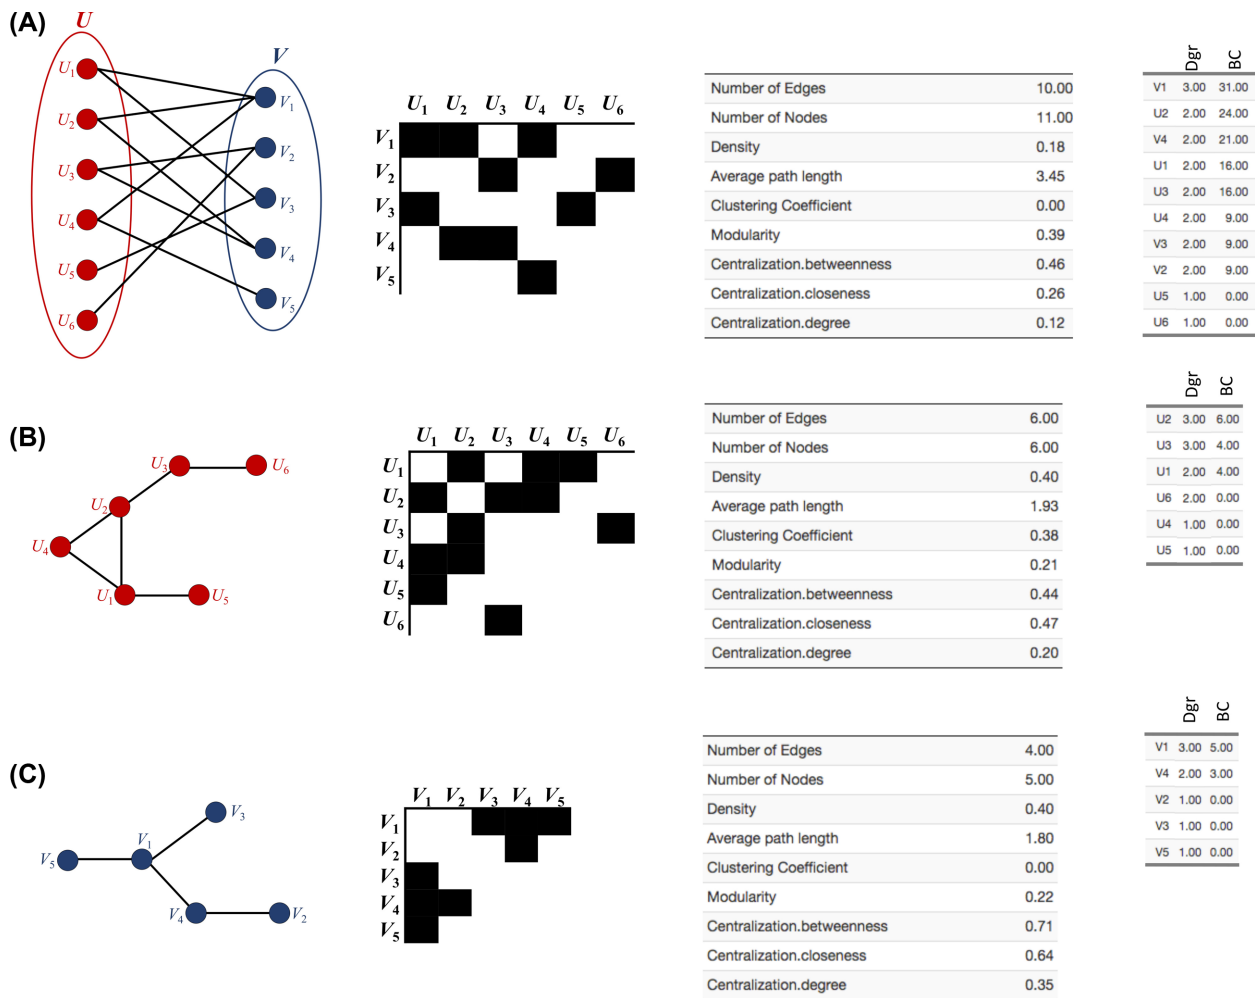 (A)
U
V
U1
U2
U3
U4
U5
U6
V1
V2
V3
V4
V5
U1 U2 U3 U4 U5 U6
V1
V2
V3
V4
V5
Number of Edges 10.00
Number of Nodes 11.00
Density 0.18
Average path length 3.45
Clustering Coefficient 0.00
Modularity 0.39
Centralization.betweenness 0.46
Centralization.closeness 0.26
Centralization.degree 0.12
Dgr BC
V1 3.00 31.00
U2 2.00 24.00
V4 2.00 21.00
U1 2.00 16.00
U3 2.00 16.00
U4 2.00 9.00
V3 2.00 9.00
V2 2.00 9.00
U5 1.00 0.00
U6 1.00 0.00
(B)
U3
U6
U2
U4
U1
U5
U1 U2 U3 U4 U5 U6
U1
U2
U3
U4
U5
U6
Number of Edges 6.00
Number of Nodes 6.00
Density 0.40
Average path length 1.93
Clustering Coefficient 0.38
Modularity 0.21
Centralization.betweenness 0.44
Centralization.closeness 0.47
Centralization.degree 0.20
Dgr BC
U2 3.00 6.00
U3 3.00 4.00
U1 2.00 4.00
U6 2.00 0.00
U4 1.00 0.00
U5 1.00 0.00
(C)
V3
V1
V5
V4
V2
V1 V2 V3 V4 V5
V1
V2
V3
V4
V5
Number of Edges 4.00
Number of Nodes 5.00
Density 0.40
Average path length 1.80
Clustering Coefficient 0.00
Modularity 0.22
Centralization.betweenness 0.71
Centralization.closeness 0.64
Centralization.degree 0.35
Dgr BC
V1 3.00 5.00
V4 2.00 3.00
V2 1.00 0.00
V3 1.00 0.00
V5 1.00 0.00